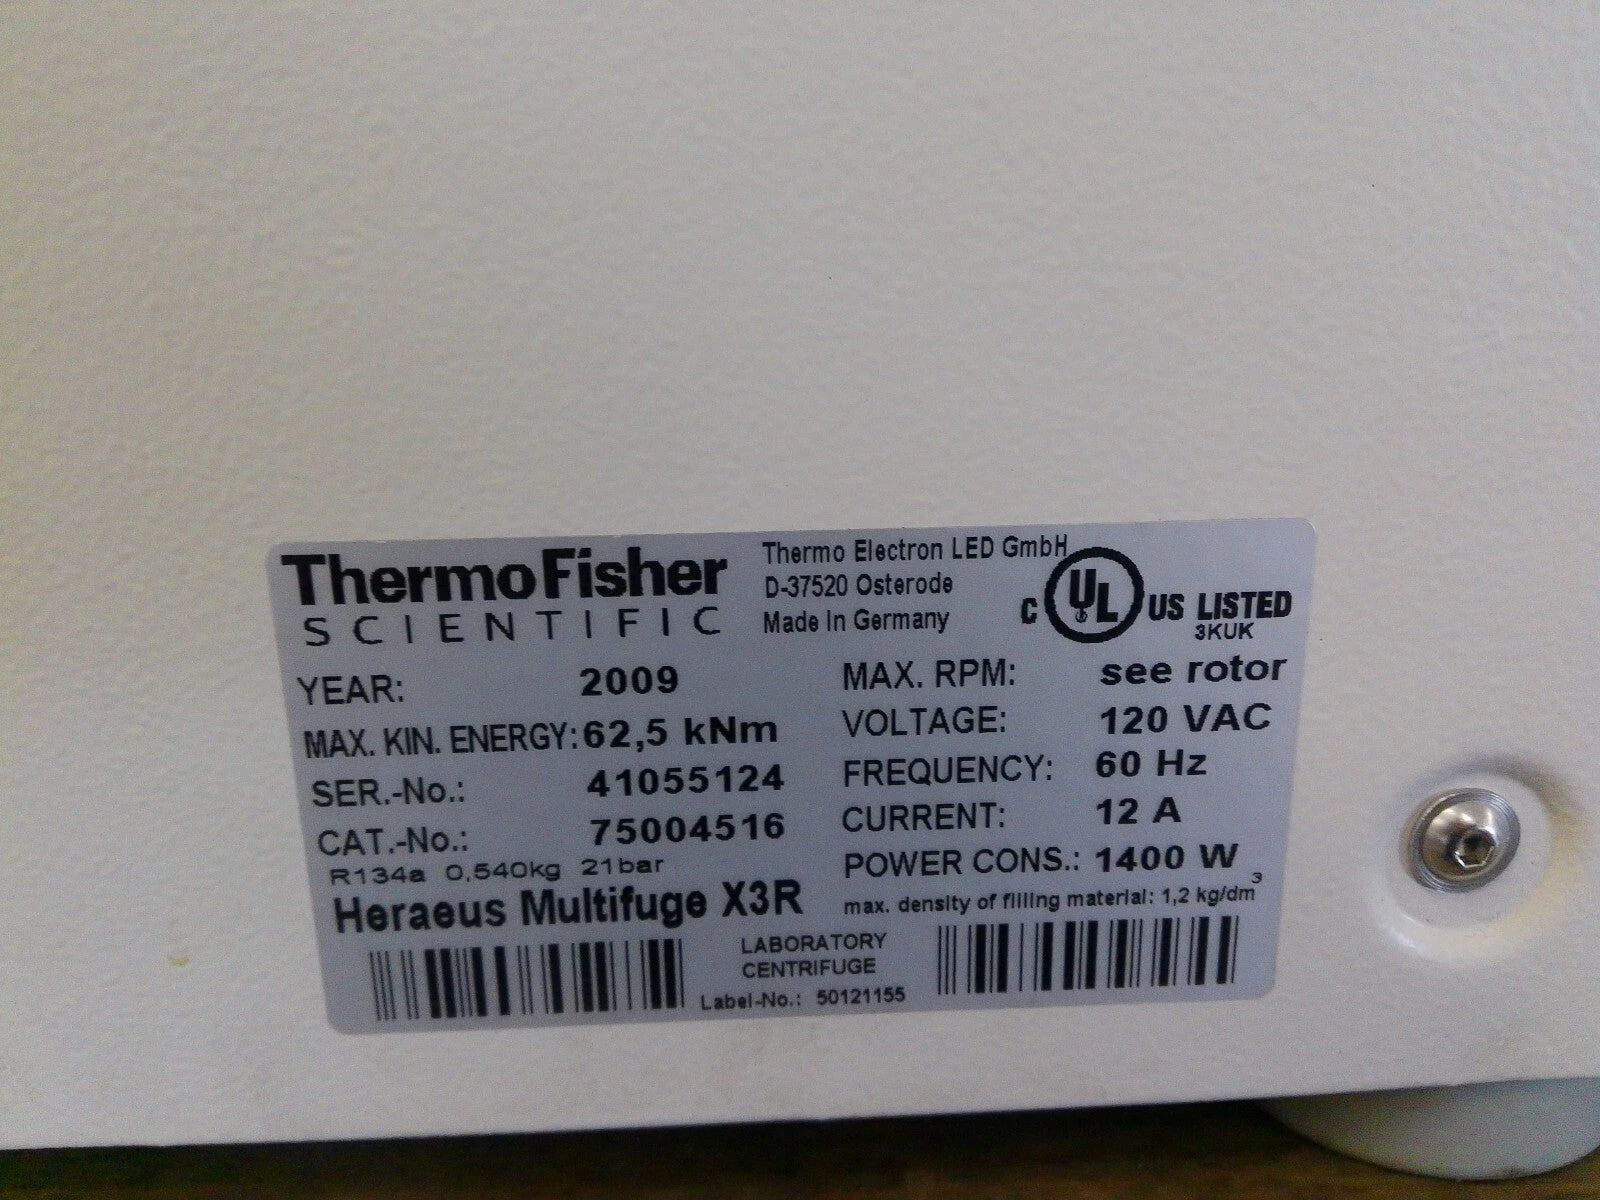 ThermoFisher
SCIENTIFIC
Thermo Electron LED GmbH
D-37520 Osterode
Made In Germany
C UL US LISTED
3KUK
YEAR: 2009
MAX. KIN. ENERGY: 62,5 kNm
SER.-No.: 41055124
CAT.-No.: 75004516
R134a 0,540kg 21bar
Heraeus Multifuge X3R
MAX. RPM: see rotor
VOLTAGE: 120 VAC
FREQUENCY: 60 Hz
CURRENT: 12 A
POWER CONS.: 1400 W
max. density of filling material: 1,2 kg/dm³
LABORATORY
CENTRIFUGE
Label-No.: 50121155